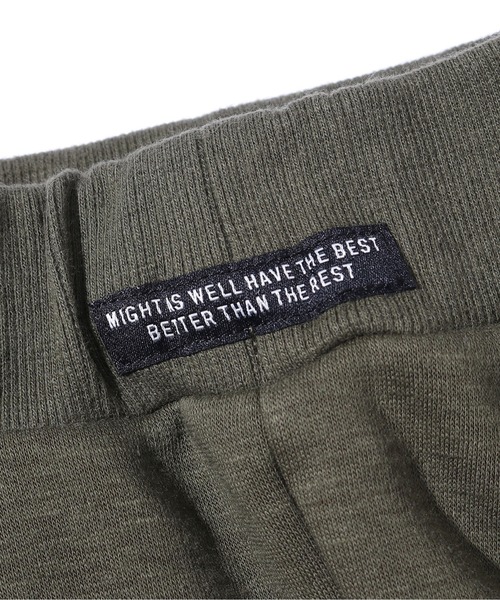 MIGHT IS WELL HAVE THE BEST
BETTER THAN THE REST